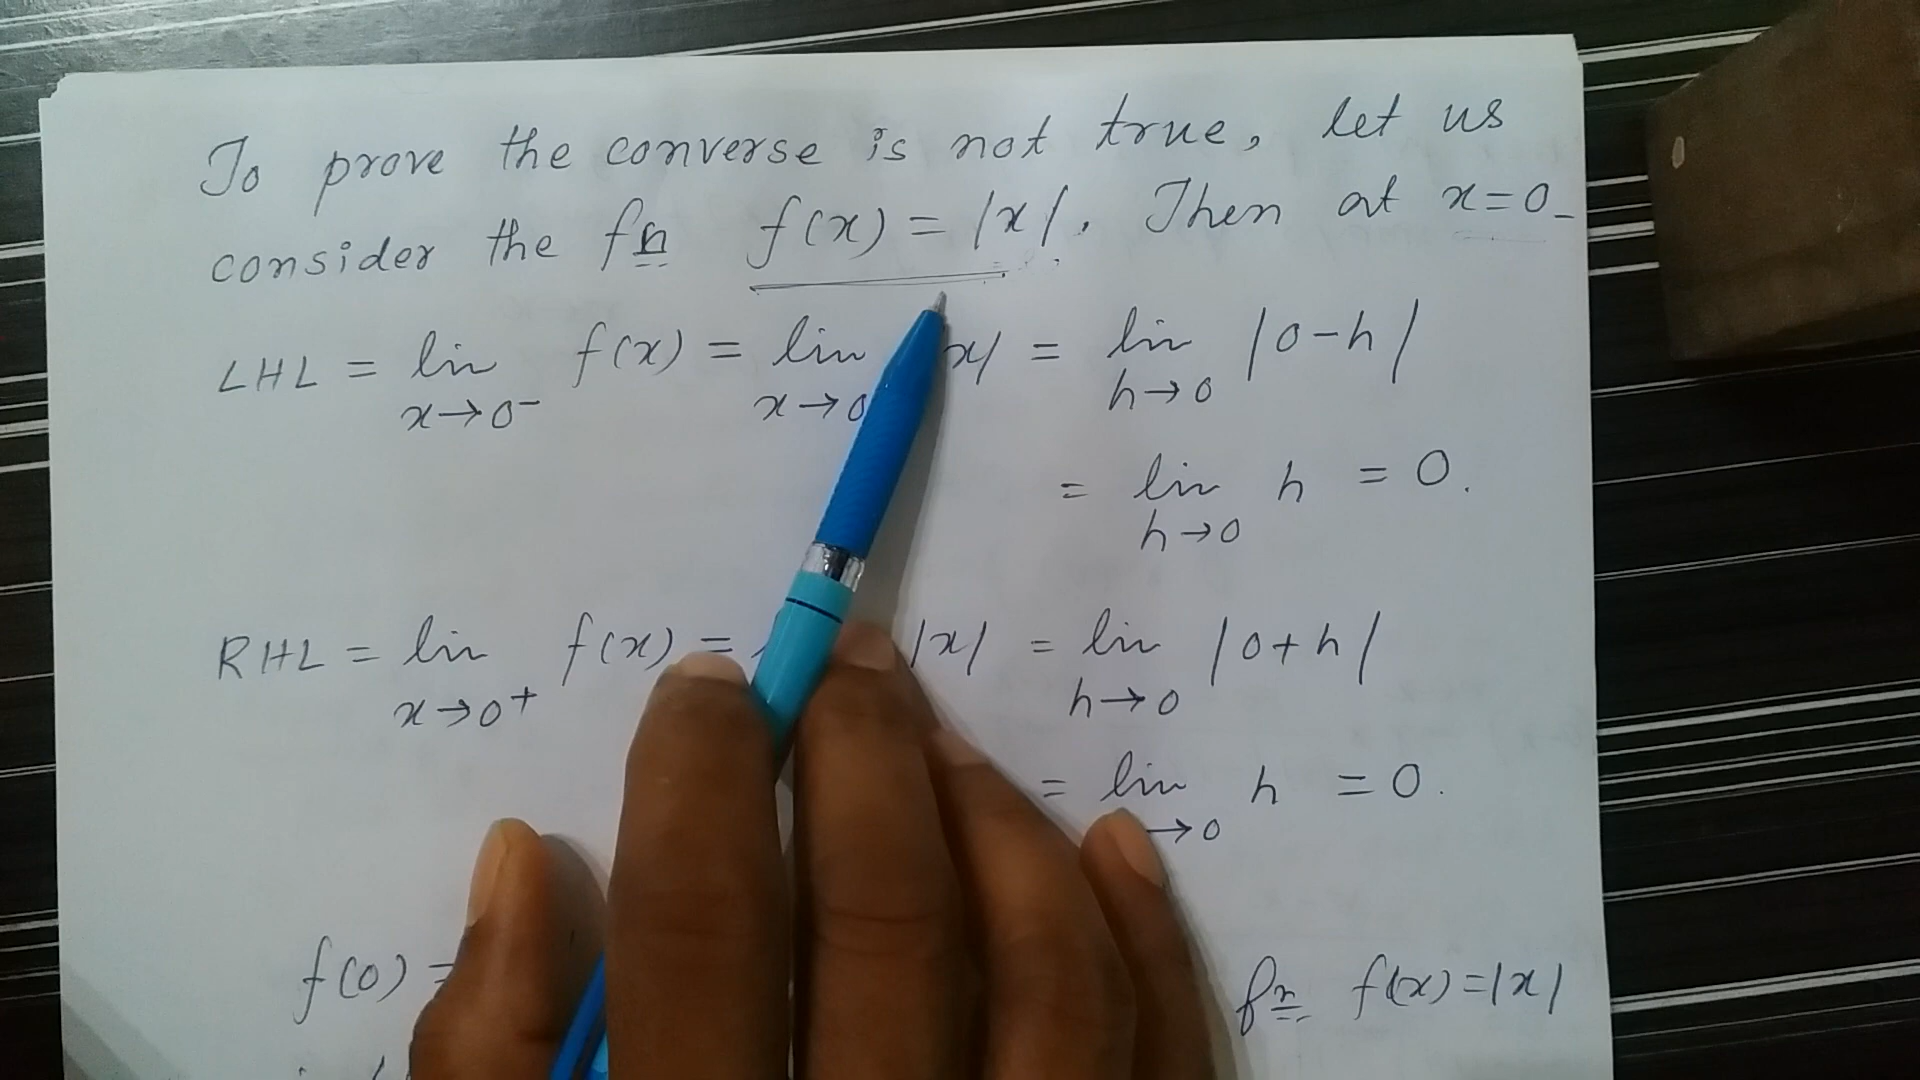 To prove the converse is not true, let us
consider the fn f(x) = |x|. Then at x=0
LHL = lim f(x) = lim |x| = lim |0-h|
x→0- x→0 h→0
= lim h = 0.
h→0
RHL = lim f(x) = |x| = lim |0+h|
x→0+ h→0
= lim h = 0.
→0
f(0) = fn f(x)=|x|